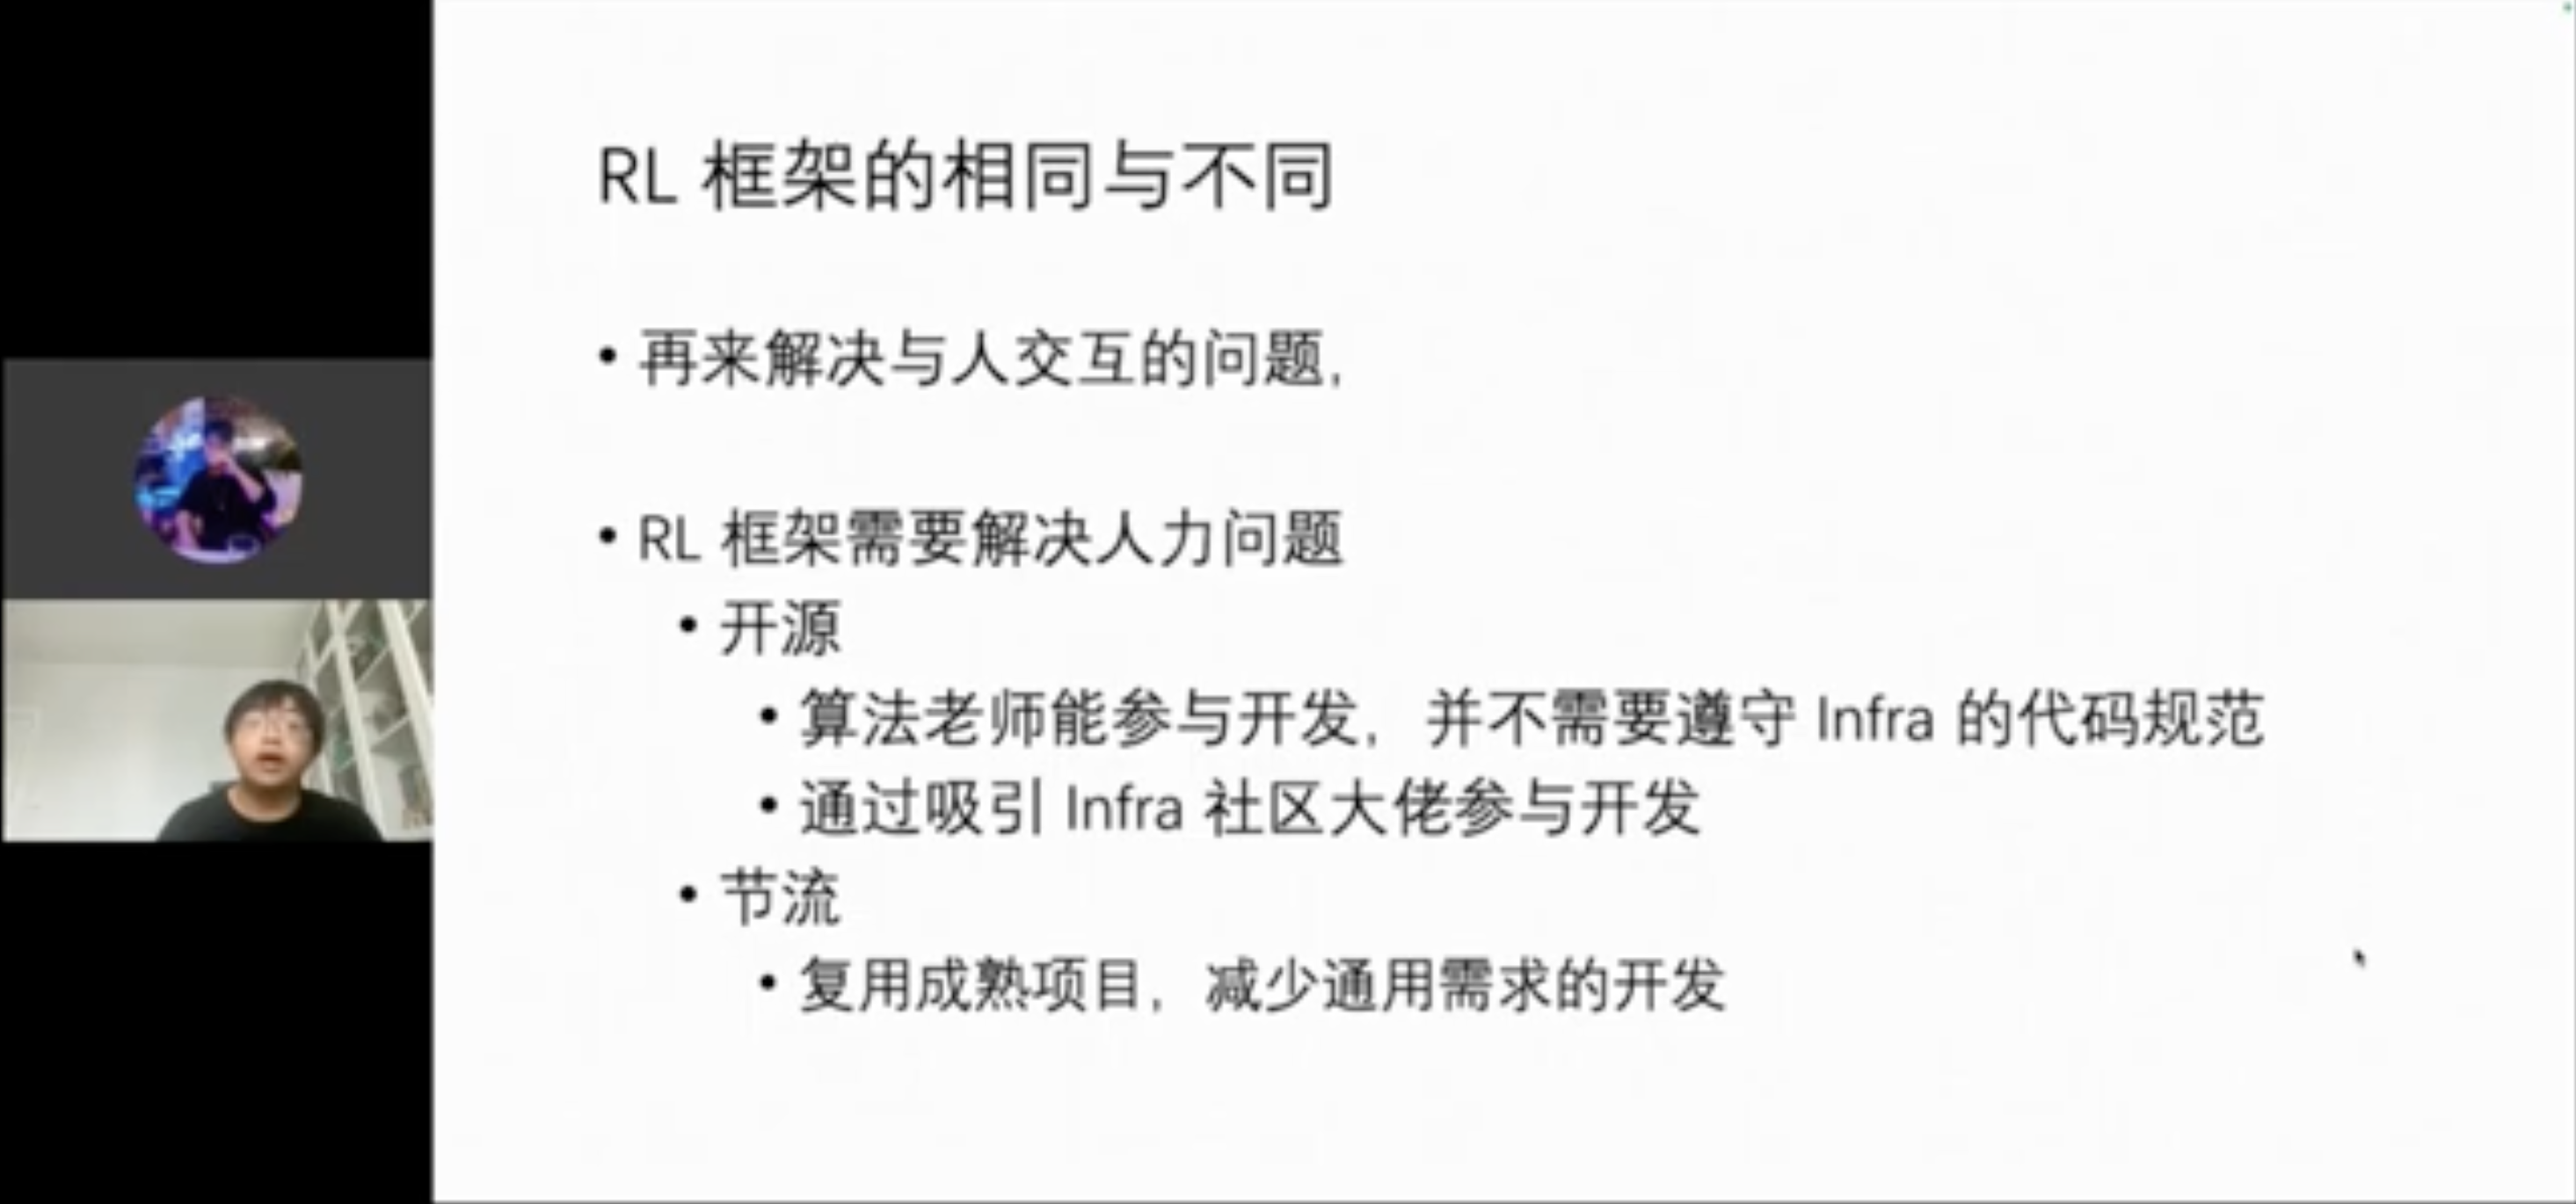 RL 框架的相同与不同
• 再来解决与人交互的问题，
• RL 框架需要解决人力问题
• 开源
• 算法老师能参与开发，并不需要遵守 Infra 的代码规范
• 通过吸引 Infra 社区大佬参与开发
• 节流
• 复用成熟项目，减少通用需求的开发